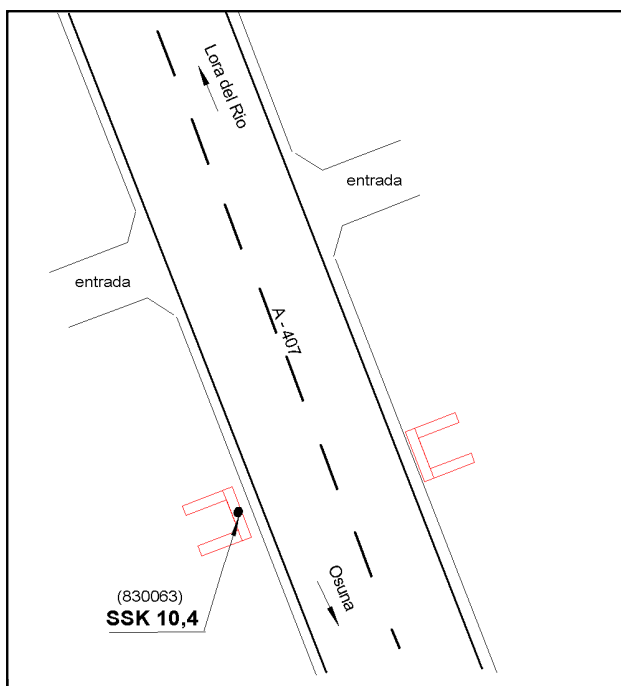 Lora del Rio
entrada
entrada
A - 407
Osuna
(830063)
SSK 10,4